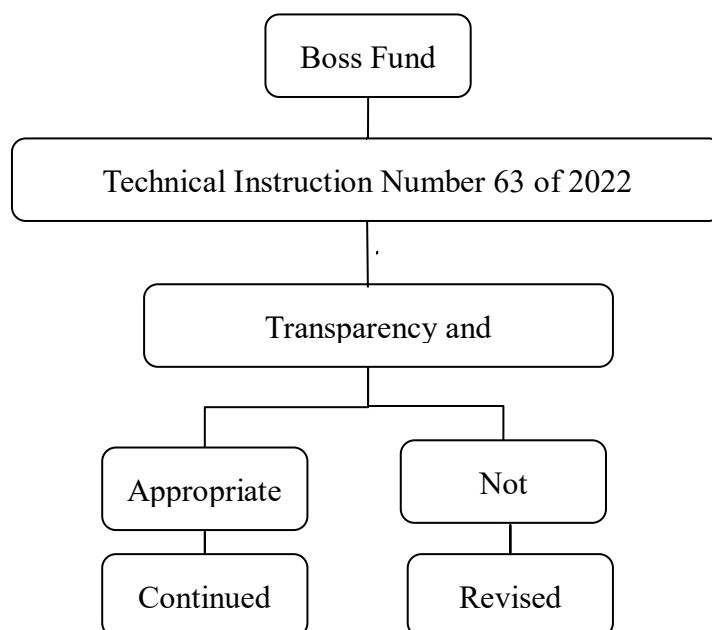 Boss Fund
Technical Instruction Number 63 of 2022
Transparency and
Appropriate
Not
Continued
Revised